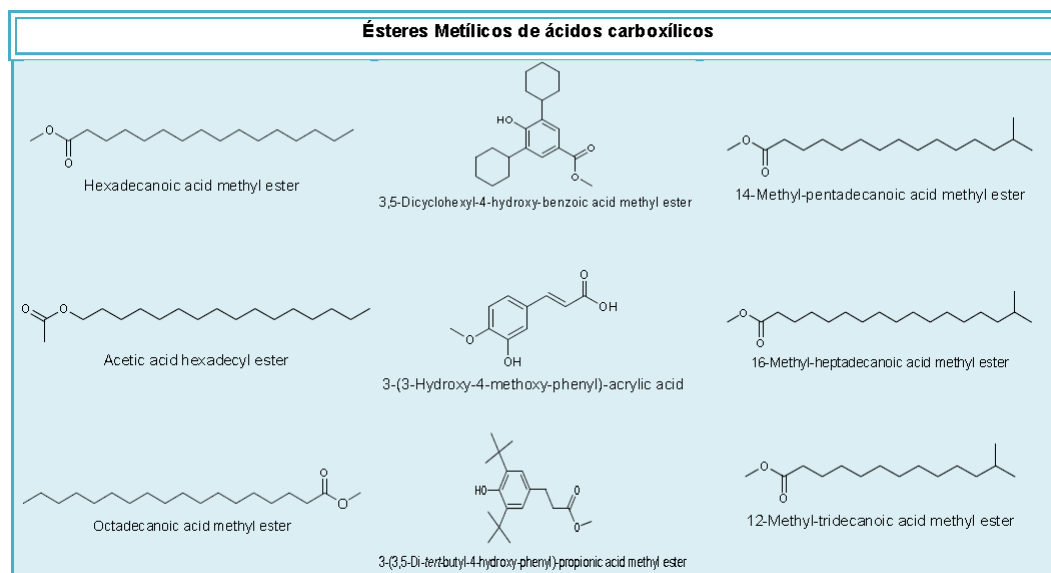 Ésteres Metílicos de ácidos carboxílicos
O
O
Hexadecanoic acid methyl ester
HO
O
O
3,5-Dicyclohexyl-4-hydroxy-benzoic acid methyl ester
O
O
14-Methyl-pentadecanoic acid methyl ester
O
O
Acetic acid hexadecyl ester
O
OH
O
OH
3-(3-Hydroxy-4-methoxy-phenyl)-acrylic acid
O
O
16-Methyl-heptadecanoic acid methyl ester
O
O
Octadecanoic acid methyl ester
HO
O
O
3-(3,5-Di-tert-butyl-4-hydroxy-phenyl)-propionic acid methyl ester
O
O
12-Methyl-tridecanoic acid methyl ester